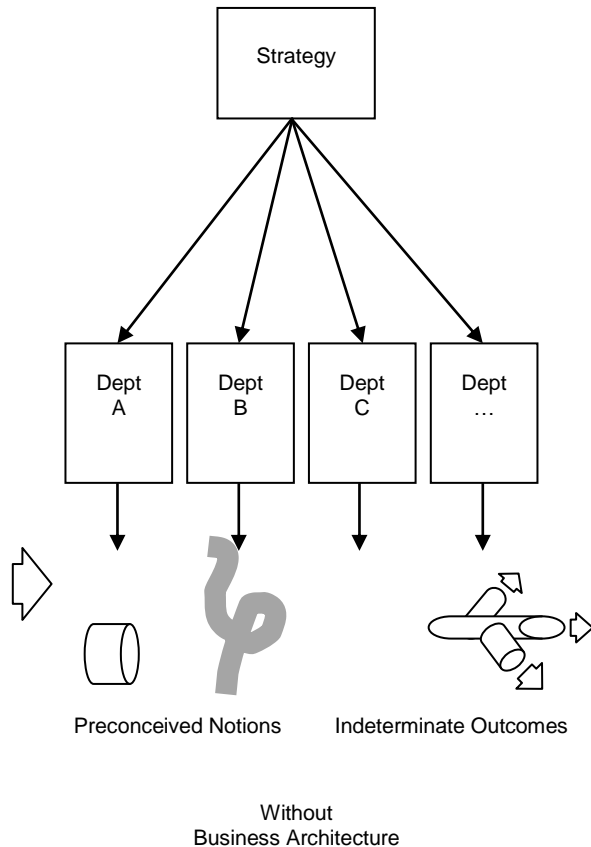 Strategy
Dept
A
Dept
B
Dept
C
Dept
…
Preconceived Notions
Indeterminate Outcomes
Without
Business Architecture